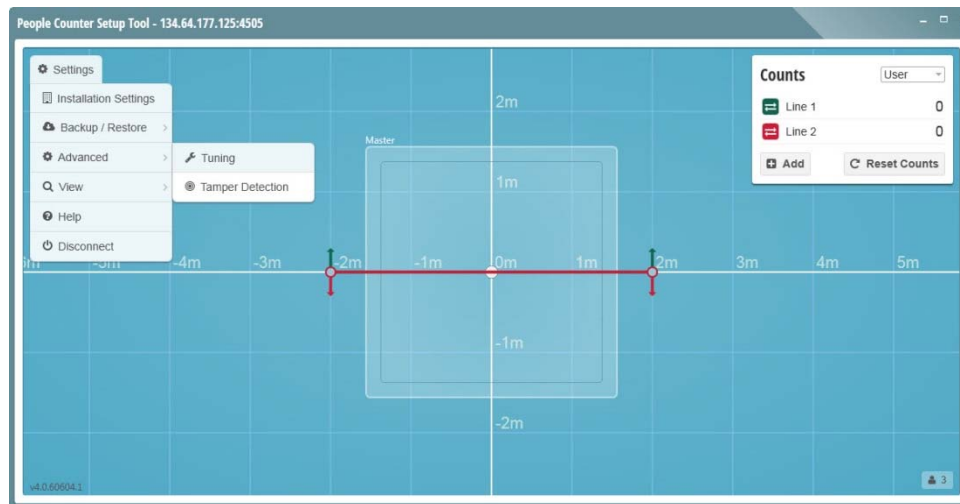 People Counter Setup Tool - 134.64.177.125:4505
Settings
Installation Settings
Backup / Restore
Advanced
Tuning
Tamper Detection
View
Help
Disconnect
Counts
User
Line 1 0
Line 2 0
Add
Reset Counts
Master
2m
1m
-4m -3m -2m -1m 0m 1m 2m 3m 4m 5m
-1m
-2m
v4.0.60604.1
3